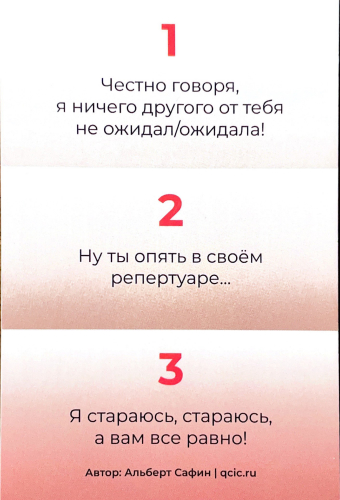 1
Честно говоря,
я ничего другого от тебя
не ожидал/ожидала!
2
Ну ты опять в своём
репертуаре...
3
Я стараюсь, стараюсь,
а вам все равно!
Автор: Альберт Сафин | qcic.ru